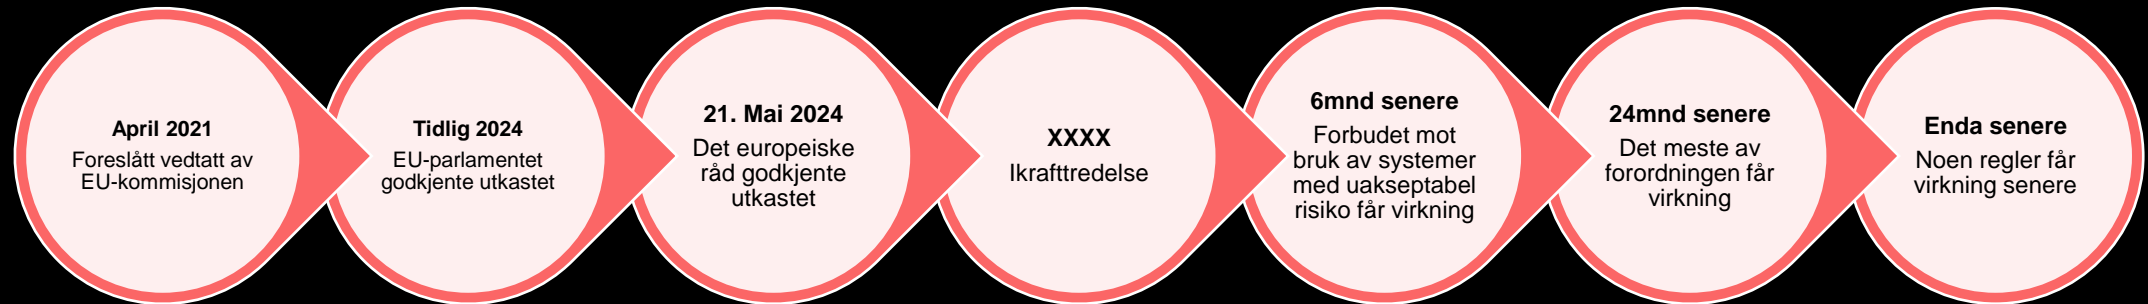 April 2021
Foreslått vedtatt av
EU-kommisjonen
Tidlig 2024
EU-parlamentet
godkjente utkastet
21. Mai 2024
Det europeiske
råd godkjente
utkastet
XXXX
Ikrafttredelse
6mnd senere
Forbudet mot
bruk av systemer
med uakseptabel
risiko får virkning
24mnd senere
Det meste av
forordningen får
virkning
Enda senere
Noen regler får
virkning senere